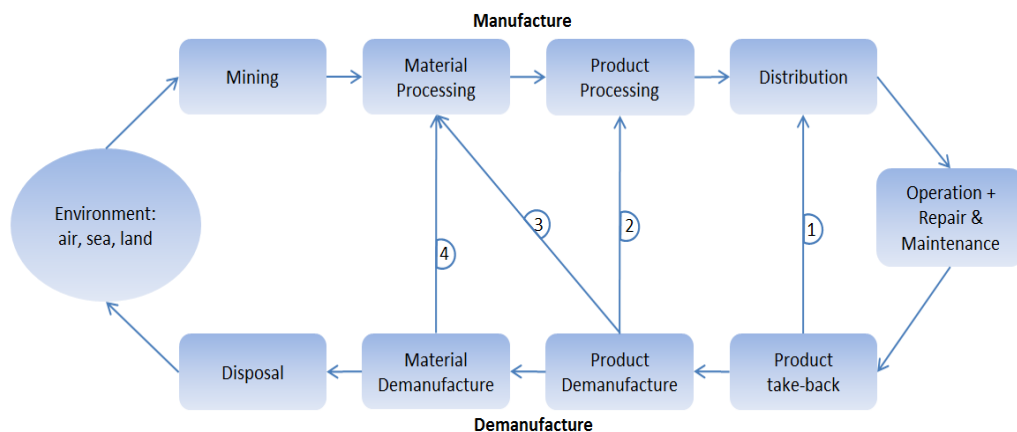 Manufacture
Mining
Material
Processing
Product
Processing
Distribution
Environment:
air, sea, land
Operation +
Repair &
Maintenance
4
3
2
1
Disposal
Material
Demanufacture
Product
Demanufacture
Product
take-back
Demanufacture